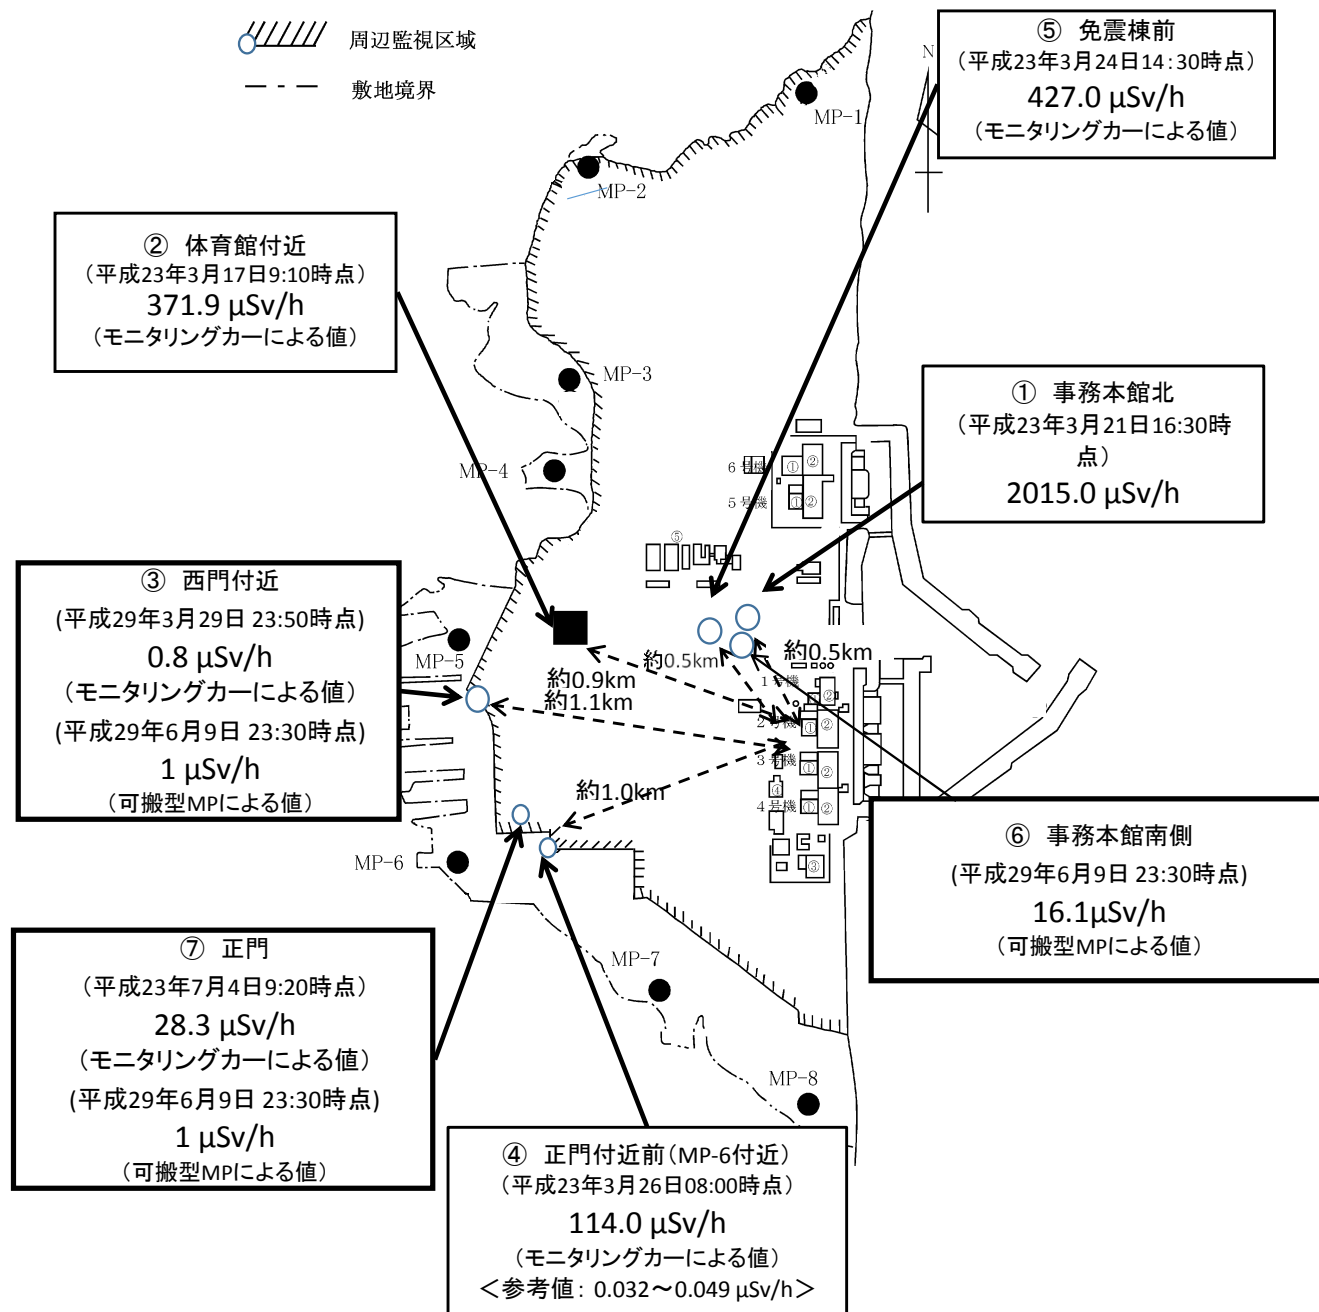 周辺監視区域
敷地境界
⑤ 免震棟前
（平成23年3月24日14：30時点）
427.0 μSv/h
（モニタリングカーによる値）
N
MP-1
MP-2
② 体育館付近
（平成23年3月17日9:10時点）
371.9 μSv/h
（モニタリングカーによる値）
MP-3
① 事務本館北
（平成23年3月21日16:30時
点）
2015.0 μSv/h
MP-4
6号機
① ②
5号機
① ②
⑤
③ 西門付近
(平成29年3月29日 23:50時点)
0.8 μSv/h
（モニタリングカーによる値）
(平成29年6月9日 23:30時点)
1 μSv/h
（可搬型MPによる値）
MP-5
約0.5km
約0.5km
約0.9km
約1.1km
1号機
②
2号機
① ②
3号機
① ②
④
4号機
① ②
③
約1.0km
MP-6
⑥ 事務本館南側
(平成29年6月9日 23:30時点)
16.1μSv/h
（可搬型MPによる値）
⑦ 正門
（平成23年7月4日9:20時点）
28.3 μSv/h
（モニタリングカーによる値）
(平成29年6月9日 23:30時点)
1 μSv/h
（可搬型MPによる値）
MP-7
MP-8
④ 正門付近前（MP-6付近）
（平成23年3月26日08:00時点）
114.0 μSv/h
（モニタリングカーによる値）
＜参考値： 0.032～0.049 μSv/h＞